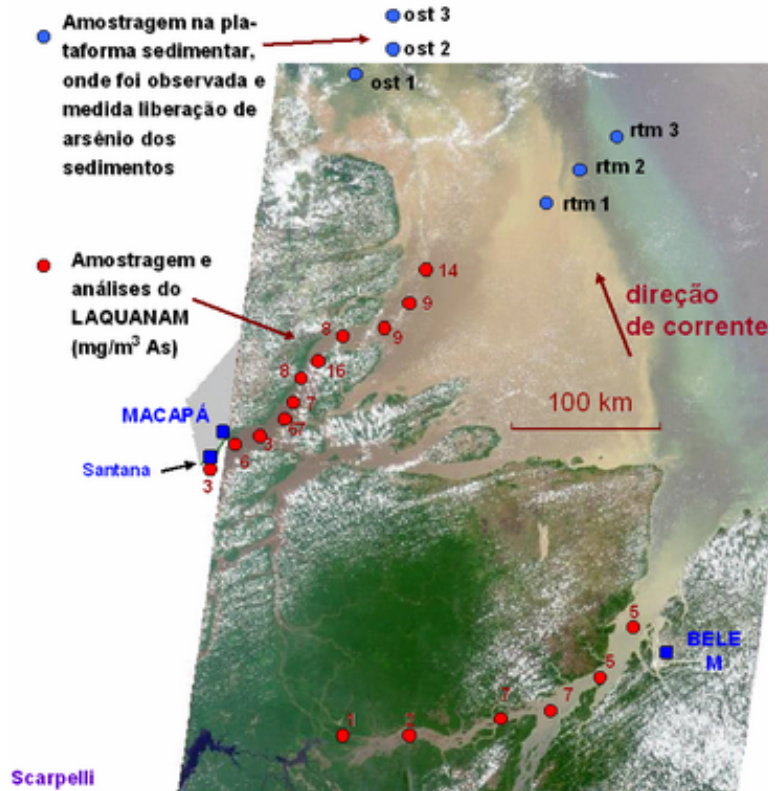 Amostragem na pla-
taforma sedimentar,
onde foi observada e
medida liberação de
arsênio dos
sedimentos
ost 3
ost 2
ost 1
rtm 3
rtm 2
rtm 1
Amostragem e
análises do
LAQUANAM
(mg/m³ As)
14
9
9
8
16
8
7
67
3
6
3
direção
de corrente
100 km
MACAPÁ
Santana
5
BELE
M
5
7
7
2
1
Scarpelli